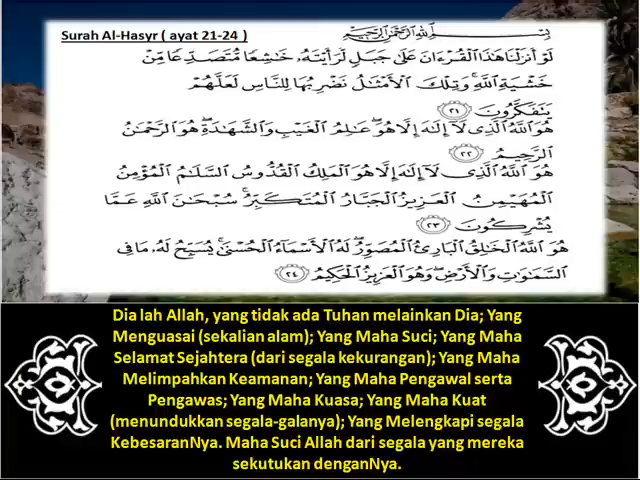 Surah Al-Hasyr ( ayat 21-24 )
بِسْمِ اللَّهِ الرَّحْمَٰنِ الرَّحِيمِ
لَوْ أَنزَلْنَا هَٰذَا الْقُرْءَانَ عَلَىٰ جَبَلٍ لَّرَأَيْتَهُۥ خَٰشِعًا مُّتَصَدِّعًا مِّنْ
خَشْيَةِ اللَّهِ ۚ وَتِلْكَ الْأَمْثَٰلُ نَضْرِبُهَا لِلنَّاسِ لَعَلَّهُمْ
يَتَفَكَّرُونَ ٢١
هُوَ اللَّهُ الَّذِي لَآ إِلَٰهَ إِلَّا هُوَ ۖ عَٰلِمُ الْغَيْبِ وَالشَّهَٰدَةِ ۖ هُوَ الرَّحْمَٰنُ
الرَّحِيمُ ٢٢
هُوَ اللَّهُ الَّذِي لَآ إِلَٰهَ إِلَّا هُوَ الْمَلِكُ الْقُدُّوسُ السَّلَٰمُ الْمُؤْمِنُ
الْمُهَيْمِنُ الْعَزِيزُ الْجَبَّارُ الْمُتَكَبِّرُ ۚ سُبْحَٰنَ اللَّهِ عَمَّا
يُشْرِكُونَ ٢٣
هُوَ اللَّهُ الْخَٰلِقُ الْبَارِئُ الْمُصَوِّرُ ۖ لَهُ الْأَسْمَآءُ الْحُسْنَىٰ ۚ يُسَبِّحُ لَهُۥ مَا فِي
السَّمَٰوَٰتِ وَالْأَرْضِ ۖ وَهُوَ الْعَزِيزُ الْحَكِيمُ ٢٤
Dia lah Allah, yang tidak ada Tuhan melainkan Dia; Yang
Menguasai (sekalian alam); Yang Maha Suci; Yang Maha
Selamat Sejahtera (dari segala kekurangan); Yang Maha
Melimpahkan Keamanan; Yang Maha Pengawal serta
Pengawas; Yang Maha Kuasa; Yang Maha Kuat
(menundukkan segala-galanya); Yang Melengkapi segala
KebesaranNya. Maha Suci Allah dari segala yang mereka
sekutukan denganNya.